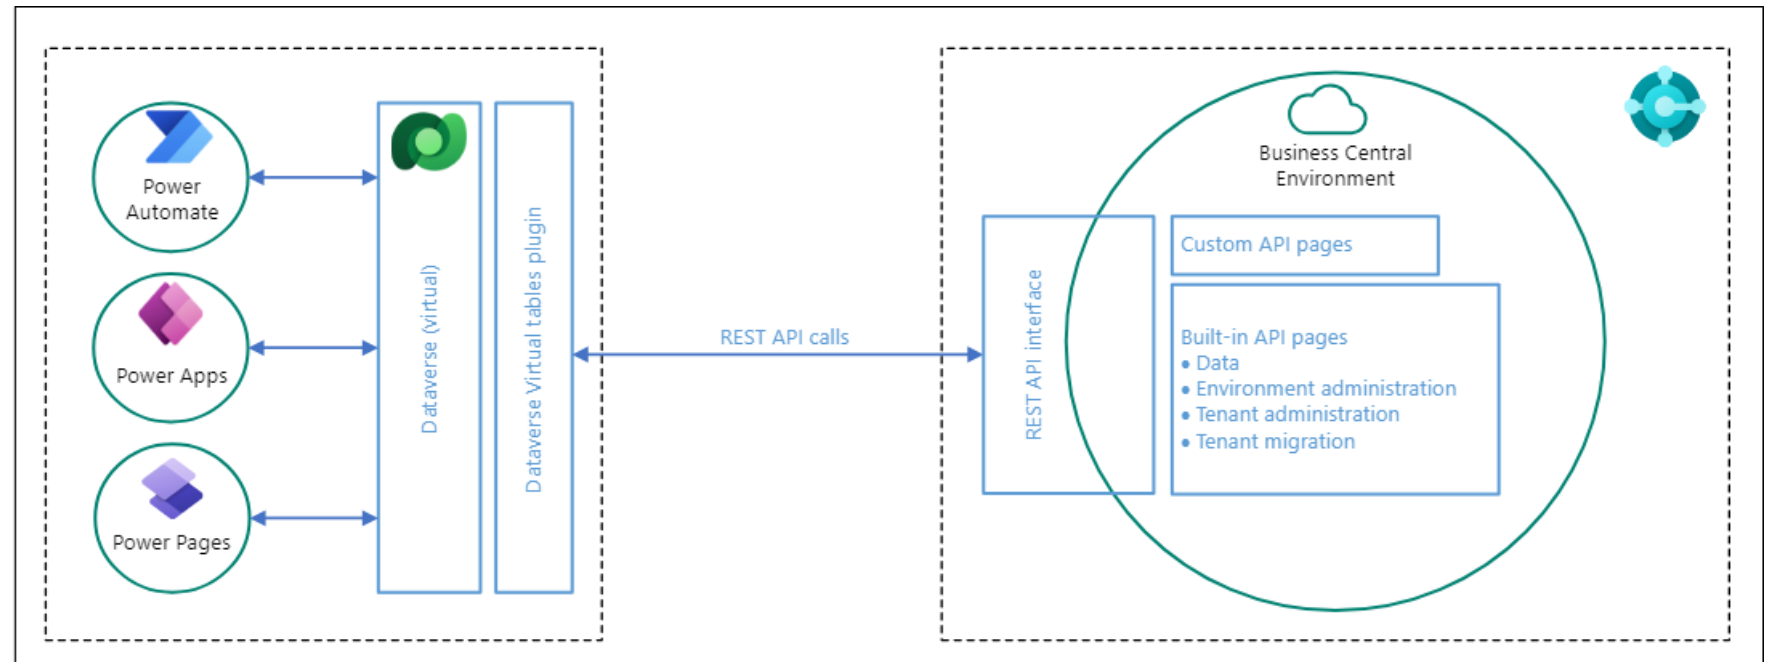 Power
Automate
Power Apps
Power Pages
Dataverse (virtual)
Dataverse Virtual tables plugin
REST API calls
REST API interface
Business Central
Environment
Custom API pages
Built-in API pages
● Data
● Environment administration
● Tenant administration
● Tenant migration